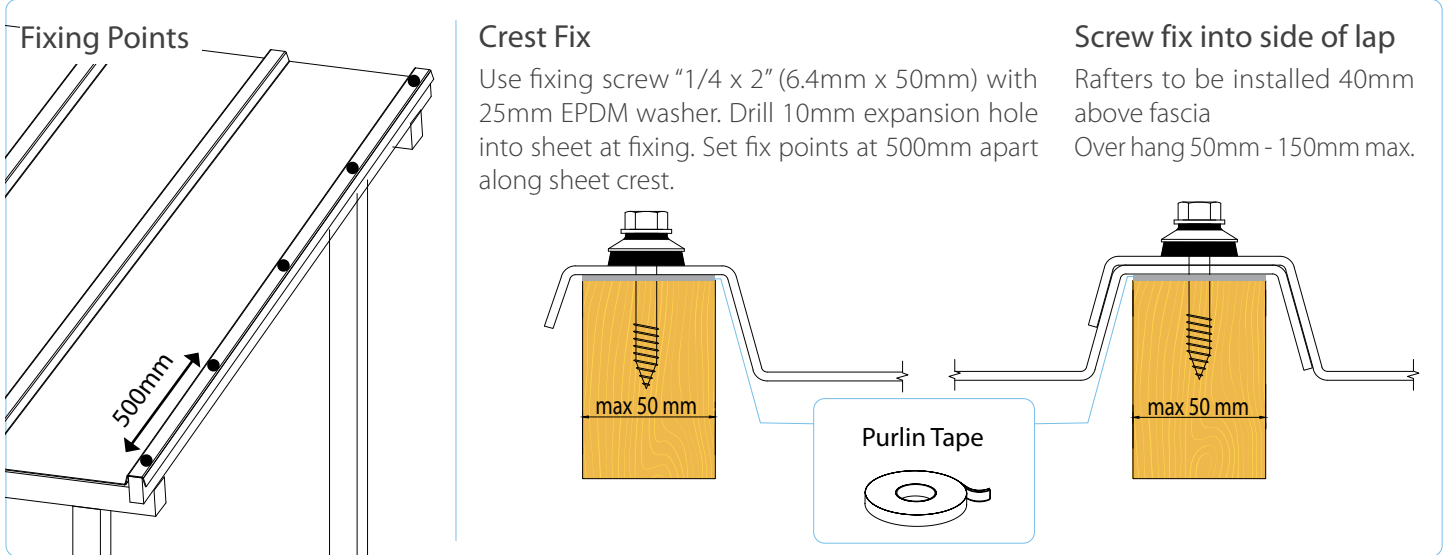 Fixing Points
500mm
Crest Fix
Use fixing screw “1/4 x 2” (6.4mm x 50mm) with
25mm EPDM washer. Drill 10mm expansion hole
into sheet at fixing. Set fix points at 500mm apart
along sheet crest.
max 50 mm
Screw fix into side of lap
Rafters to be installed 40mm
above fascia
Over hang 50mm - 150mm max.
max 50 mm
Purlin Tape